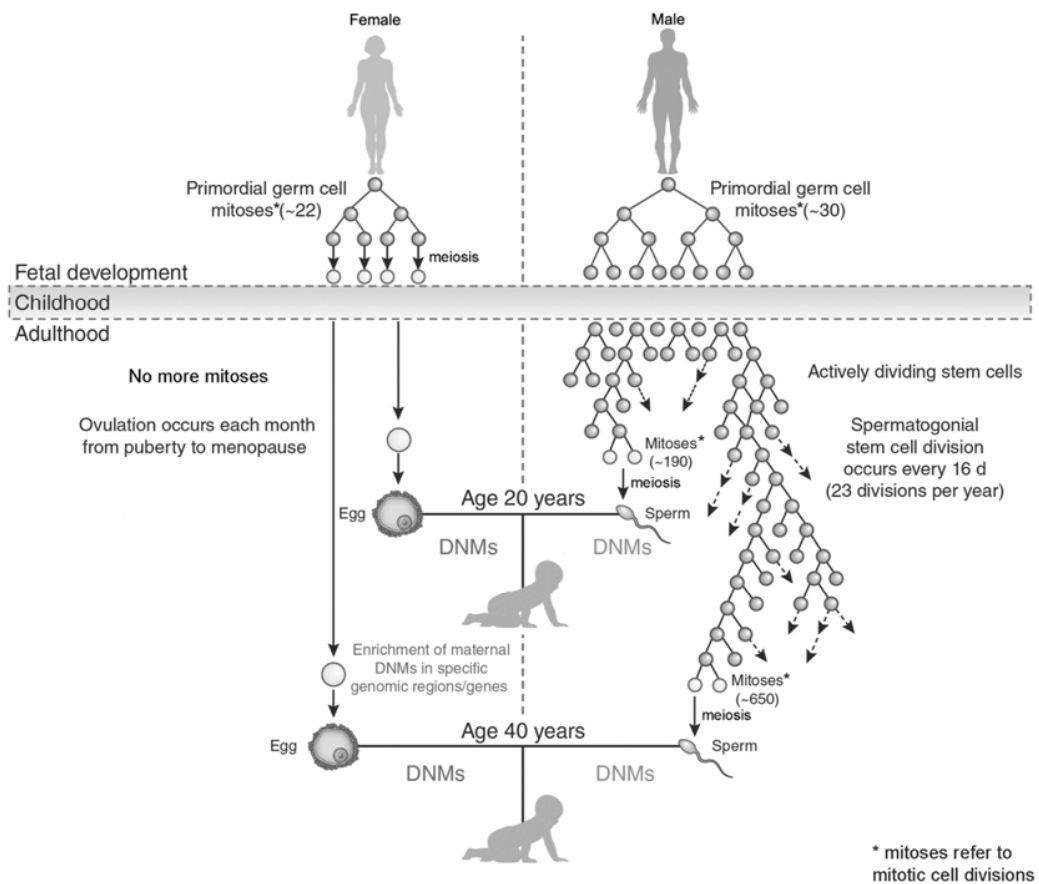 Female
Male
Primordial germ cell
mitoses*(~22)
Primordial germ cell
mitoses*(~30)
meiosis
Fetal development
Childhood
Adulthood
No more mitoses
Ovulation occurs each month
from puberty to menopause
Actively dividing stem cells
Spermatogonial
stem cell division
occurs every 16 d
(23 divisions per year)
Mitoses*
(~190)
meiosis
Egg
Age 20 years
Sperm
DNMs
DNMs
Enrichment of maternal
DNMs in specific
genomic regions/genes
Mitoses*
(~650)
meiosis
Egg
Age 40 years
Sperm
DNMs
DNMs
* mitoses refer to
mitotic cell divisions